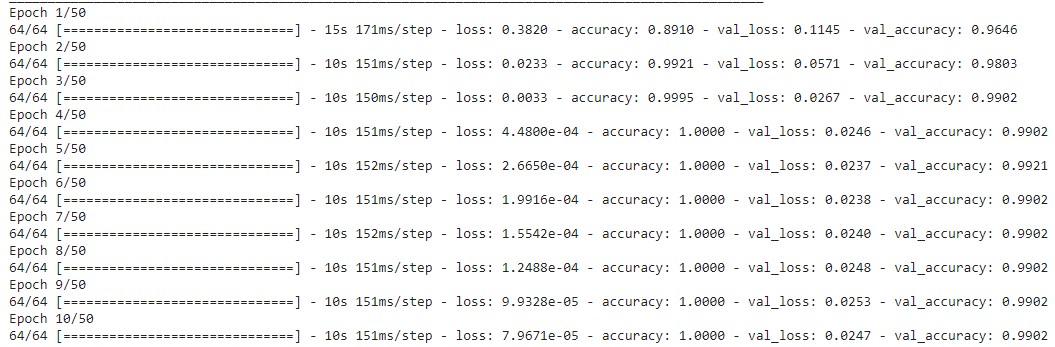 Epoch 1/50
64/64 [==============================] - 15s 171ms/step - loss: 0.3820 - accuracy: 0.8910 - val_loss: 0.1145 - val_accuracy: 0.9646
Epoch 2/50
64/64 [==============================] - 10s 151ms/step - loss: 0.0233 - accuracy: 0.9921 - val_loss: 0.0571 - val_accuracy: 0.9803
Epoch 3/50
64/64 [==============================] - 10s 150ms/step - loss: 0.0033 - accuracy: 0.9995 - val_loss: 0.0267 - val_accuracy: 0.9902
Epoch 4/50
64/64 [==============================] - 10s 151ms/step - loss: 4.4800e-04 - accuracy: 1.0000 - val_loss: 0.0246 - val_accuracy: 0.9902
Epoch 5/50
64/64 [==============================] - 10s 152ms/step - loss: 2.6650e-04 - accuracy: 1.0000 - val_loss: 0.0237 - val_accuracy: 0.9921
Epoch 6/50
64/64 [==============================] - 10s 151ms/step - loss: 1.9916e-04 - accuracy: 1.0000 - val_loss: 0.0238 - val_accuracy: 0.9902
Epoch 7/50
64/64 [==============================] - 10s 152ms/step - loss: 1.5542e-04 - accuracy: 1.0000 - val_loss: 0.0240 - val_accuracy: 0.9902
Epoch 8/50
64/64 [==============================] - 10s 151ms/step - loss: 1.2488e-04 - accuracy: 1.0000 - val_loss: 0.0248 - val_accuracy: 0.9902
Epoch 9/50
64/64 [==============================] - 10s 151ms/step - loss: 9.9328e-05 - accuracy: 1.0000 - val_loss: 0.0253 - val_accuracy: 0.9902
Epoch 10/50
64/64 [==============================] - 10s 151ms/step - loss: 7.9671e-05 - accuracy: 1.0000 - val_loss: 0.0247 - val_accuracy: 0.9902